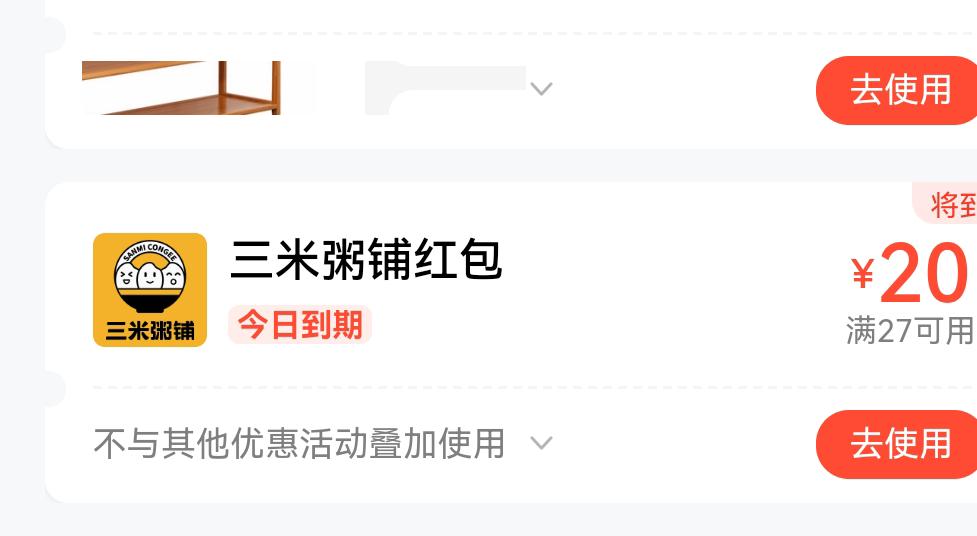 去使用
将到
SANMI CONGEE
三米粥铺
三米粥铺红包
今日到期
¥20
满27可用
不与其他优惠活动叠加使用
去使用